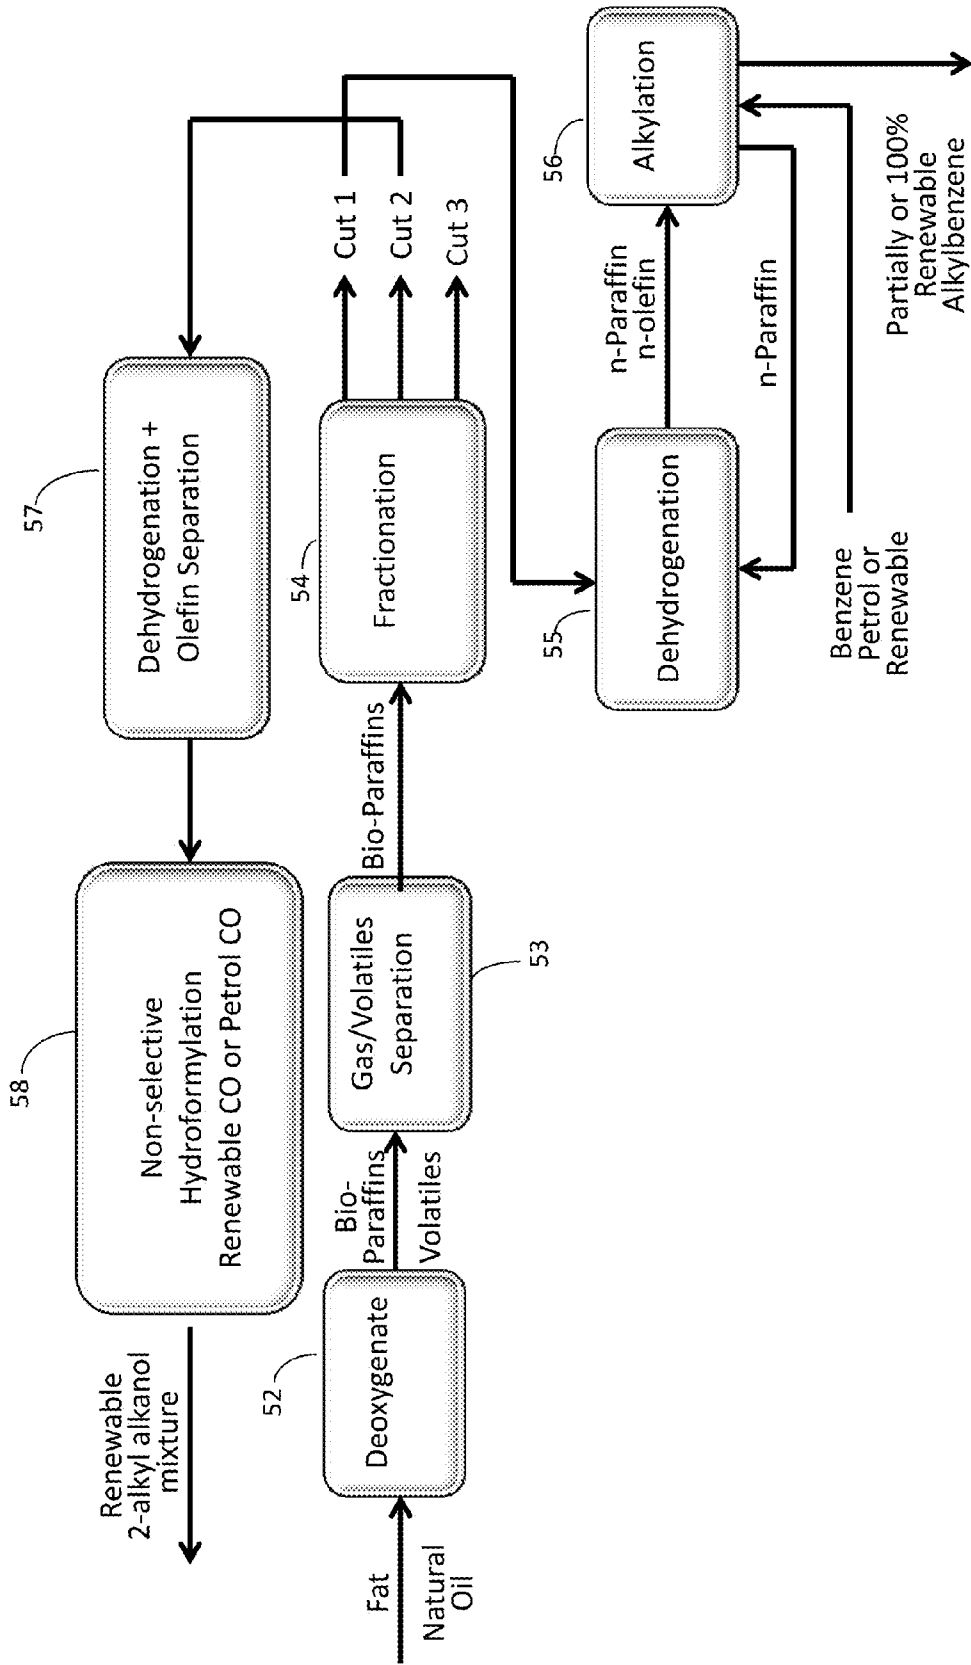 Fat
Natural
Oil
52
Deoxygenate
Bio-
Paraffins
Volatiles
53
Gas/Volatiles
Separation
Bio-Paraffins
54
Fractionation
Cut 1
Cut 2
Cut 3
57
Dehydrogenation +
Olefin Separation
58
Non-selective
Hydroformylation
Renewable CO or Petrol CO
Renewable
2-alkyl alkanol
mixture
55
Dehydrogenation
n-Paraffin
n-olefin
56
Alkylation
n-Paraffin
Benzene
Petrol or
Renewable
Partially or 100%
Renewable
Alkylbenzene